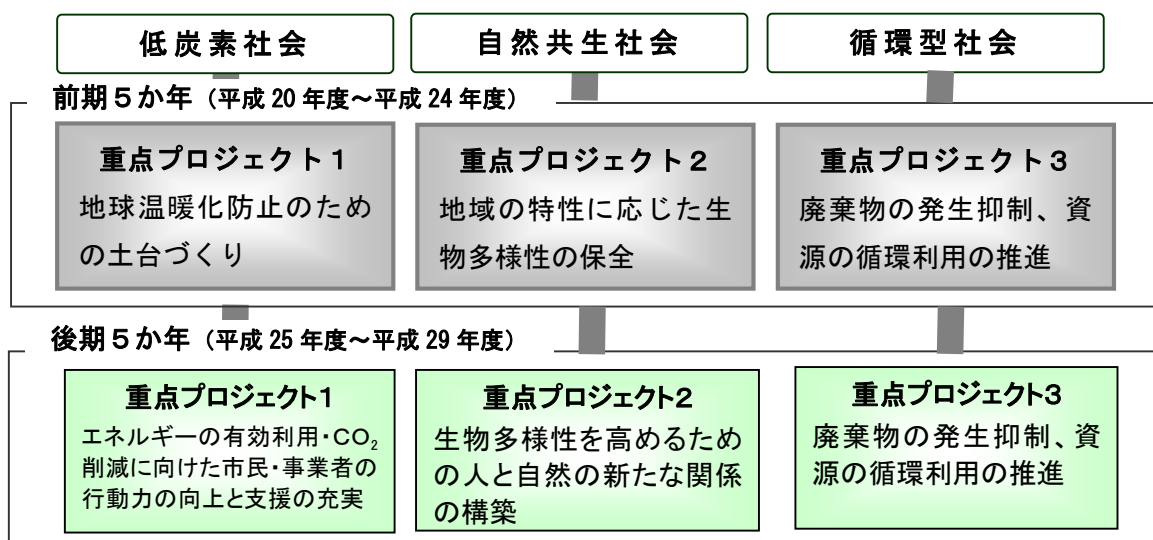 低炭素社会
自然共生社会
循環型社会
前期5か年（平成20年度～平成24年度）
重点プロジェクト1
地球温暖化防止のため
の土台づくり
重点プロジェクト2
地域の特性に応じた生
物多様性の保全
重点プロジェクト3
廃棄物の発生抑制、資
源の循環利用の推進
後期5か年（平成25年度～平成29年度）
重点プロジェクト1
エネルギーの有効利用・CO₂
削減に向けた市民・事業者の
行動力の向上と支援の充実
重点プロジェクト2
生物多様性を高めるため
の人と自然の新たな関係
の構築
重点プロジェクト3
廃棄物の発生抑制、資
源の循環利用の推進